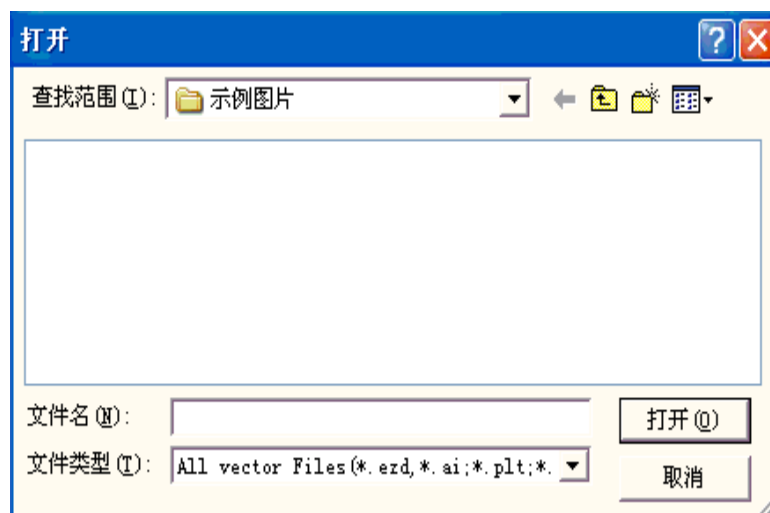 打开
查找范围(I):
示例图片
文件名(N):
打开(O)
文件类型(T):
All vector Files(*.ezd,*.ai;*.plt;*.
取消